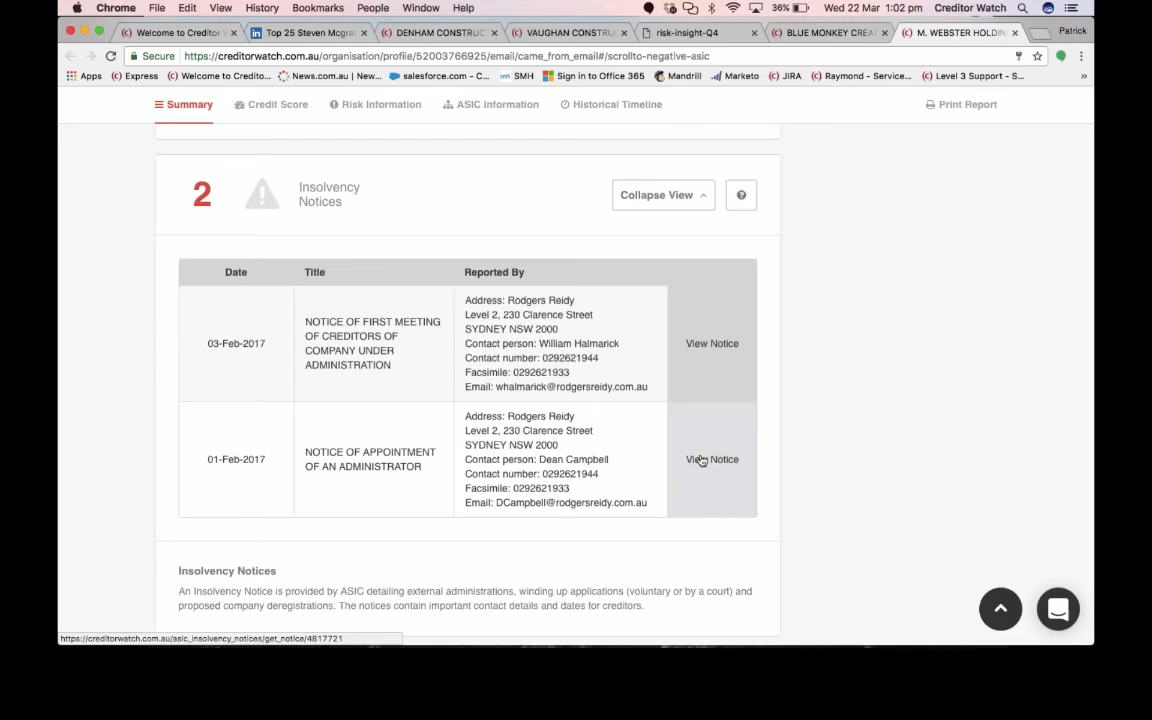 Chrome File Edit View History Bookmarks People Window Help 36% Wed 22 Mar 1:02 pm Creditor Watch
Welcome to Creditor Top 25 Steven Mcgra DENHAM CONSTRUC VAUGHAN CONSTRU risk-insight-Q4 BLUE MONKEY CREA M. WEBSTER HOLDIN Patrick
Secure https://creditorwatch.com.au/organisation/profile/52003766925/email/came_from_email#/scrollto-negative-asic
Apps Express Welcome to Credito... News.com.au | New... salesforce.com - C... SMH Sign in to Office 365 Mandrill Marketo JIRA Raymond - Service... Level 3 Support - S... »
Summary Credit Score Risk Information ASIC Information Historical Timeline Print Report
2 Insolvency
Notices
Collapse View ?
Date Title Reported By
03-Feb-2017
NOTICE OF FIRST MEETING
OF CREDITORS OF
COMPANY UNDER
ADMINISTRATION
Address: Rodgers Reidy
Level 2, 230 Clarence Street
SYDNEY NSW 2000
Contact person: William Halmarick
Contact number: 0292621944
Facsimile: 0292621933
Email: whalmarick@rodgersreidy.com.au
View Notice
01-Feb-2017
NOTICE OF APPOINTMENT
OF AN ADMINISTRATOR
Address: Rodgers Reidy
Level 2, 230 Clarence Street
SYDNEY NSW 2000
Contact person: Dean Campbell
Contact number: 0292621944
Facsimile: 0292621933
Email: DCampbell@rodgersreidy.com.au
View Notice
Insolvency Notices
An Insolvency Notice is provided by ASIC detailing external administrations, winding up applications (voluntary or by a court) and
proposed company deregistrations. The notices contain important contact details and dates for creditors.
https://creditorwatch.com.au/asic_insolvency_notices/get_notice/4817721